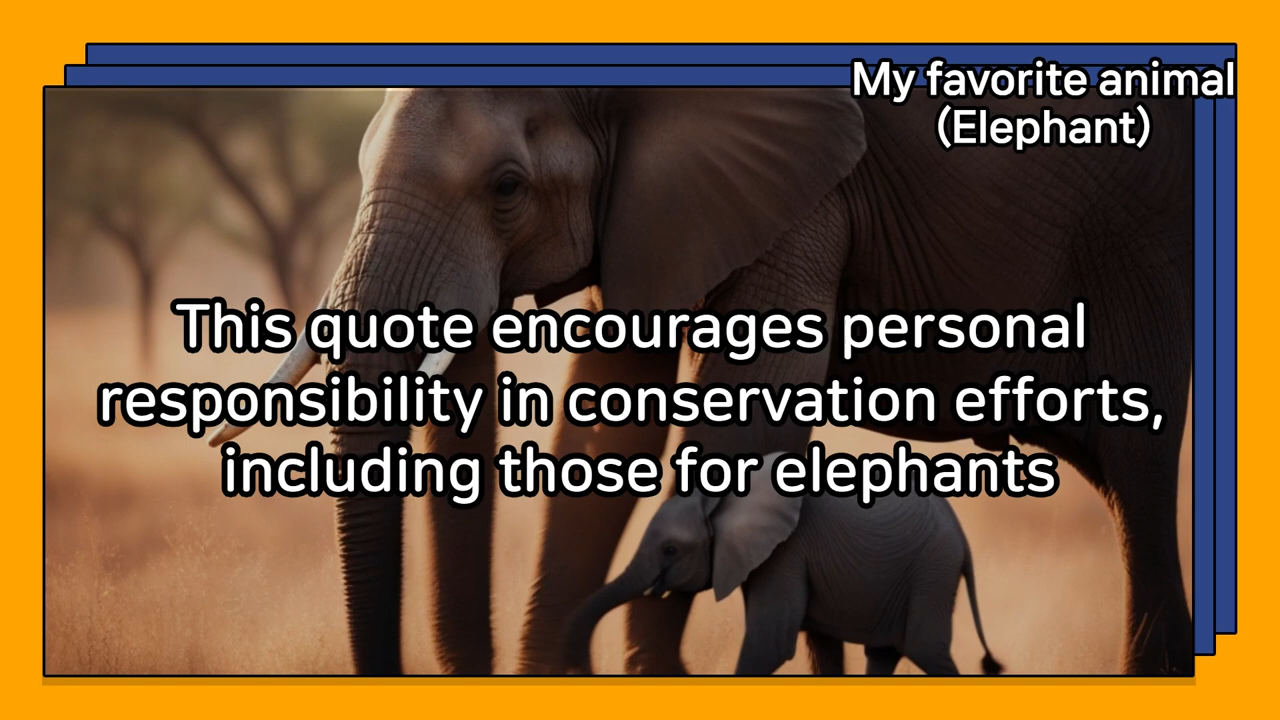 My favorite animal
(Elephant)
This quote encourages personal
responsibility in conservation efforts,
including those for elephants